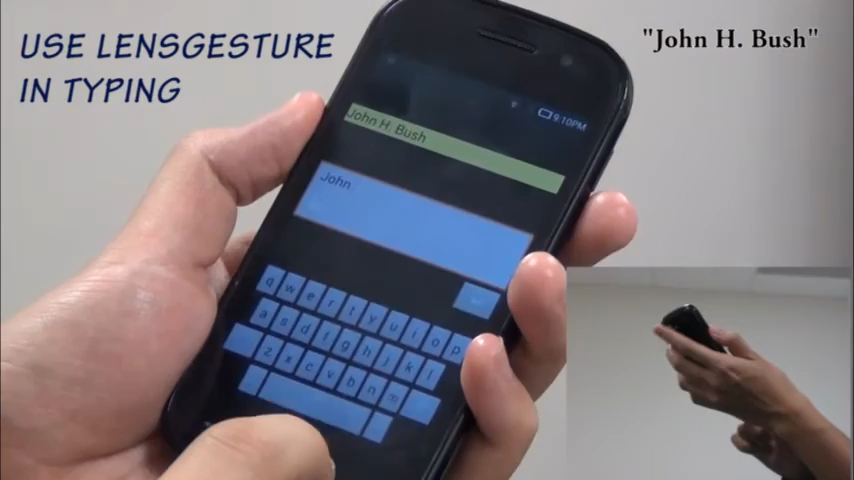 USE LENSGESTURE
IN TYPING
"John H. Bush"
9:10PM
John H. Bush
John
q w e r t y u i o p
a s d f g h j k l
z x c v b n m